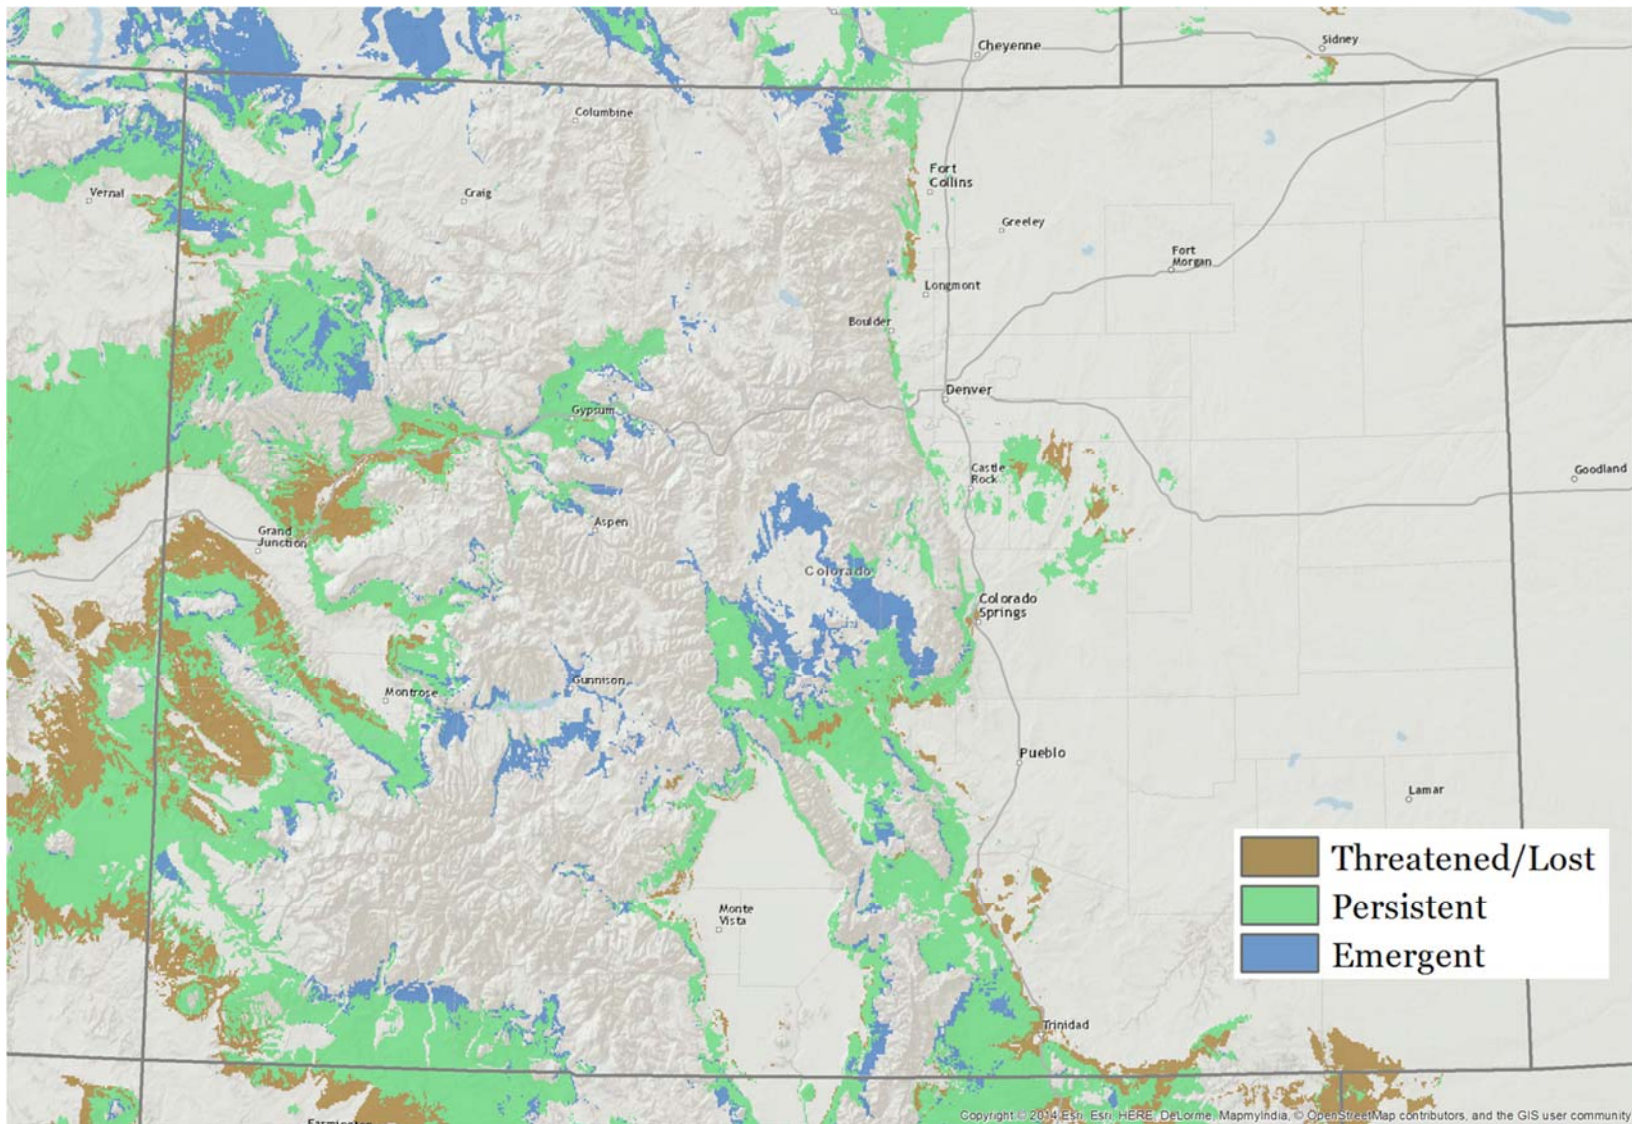 Cheyenne
Sidney
Columbine
Fort
Collins
Vernal
Craig
Greeley
Fort
Morgan
Longmont
Boulder
Denver
Gypsum
Castle
Rock
Goodland
Aspen
Grand
Junction
Colorado
Colorado
Springs
Gunnison
Montrose
Pueblo
Lamar
Threatened/Lost
Persistent
Emergent
Monte
Vista
Trinidad
Copyright © 2014 Esri, Esri, HERE, DeLorme, MapmyIndia, © OpenStreetMap contributors, and the GIS user community
Farmington